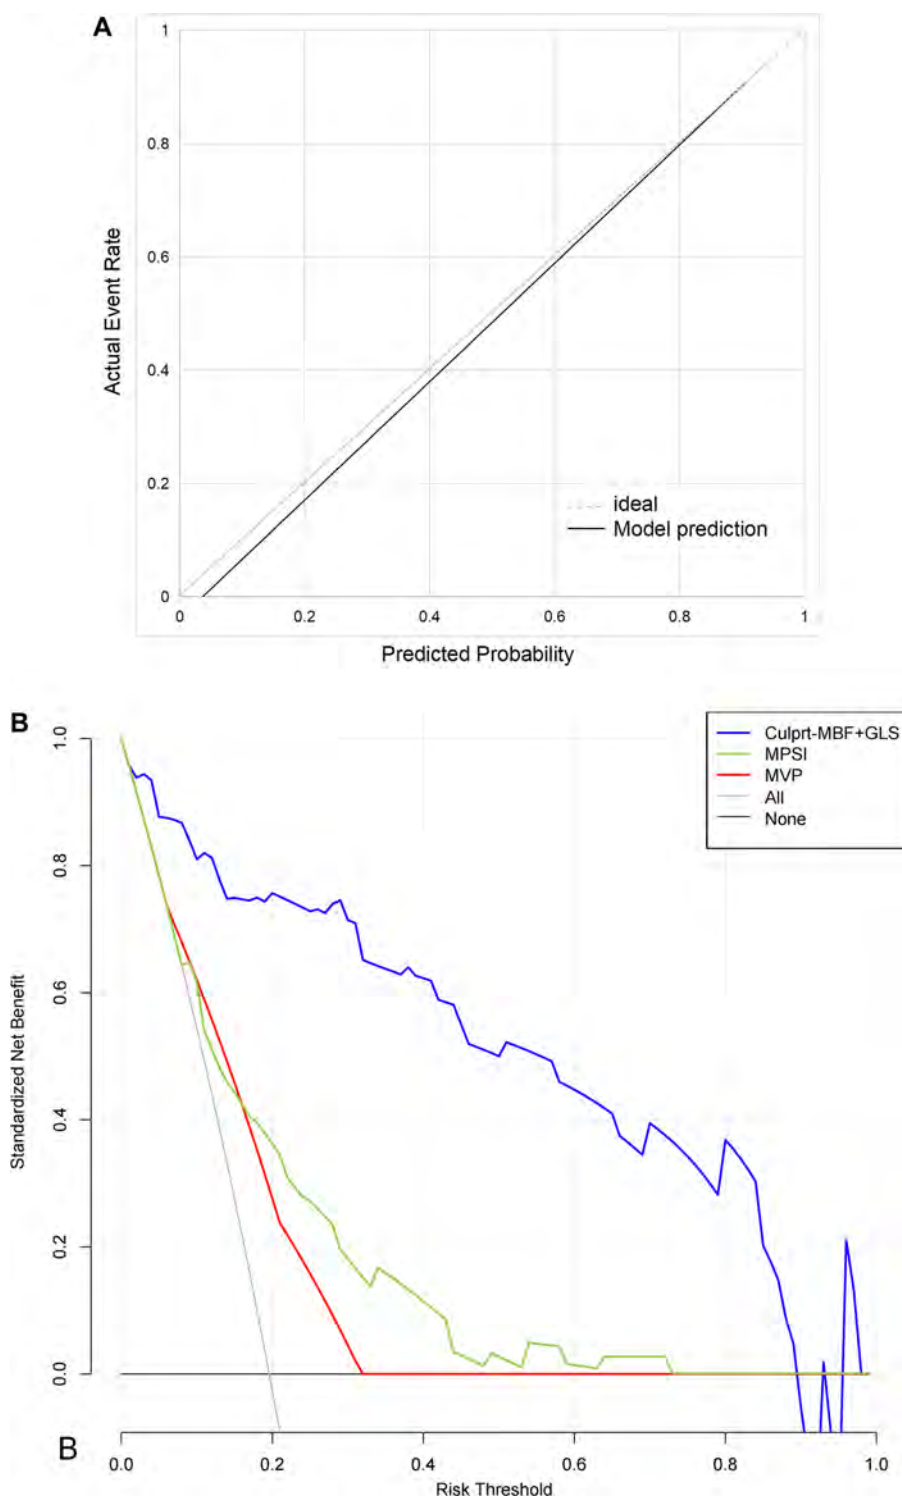 A
1
0.8
0.6
0.4
0.2
0
Actual Event Rate
ideal
Model prediction
0 0.2 0.4 0.6 0.8 1
Predicted Probability
B
Culprt-MBF+GLS
MPSI
MVP
All
None
1.0
0.8
0.6
0.4
0.2
0.0
Standardized Net Benefit
B
0.0 0.2 0.4 0.6 0.8 1.0
Risk Threshold